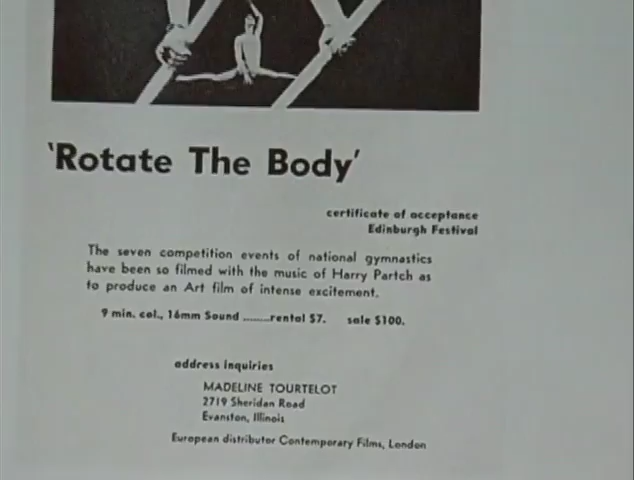 'Rotate The Body'
certificate of acceptance
Edinburgh Festival
The seven competition events of national gymnastics
have been so filmed with the music of Harry Partch as
to produce an Art film of intense excitement.
9 min. col., 16mm Sound ........rental $7. sale $100.
address inquiries
MADELINE TOURTELOT
2719 Sheridan Road
Evanston, Illinois
European distributor Contemporary Films, London